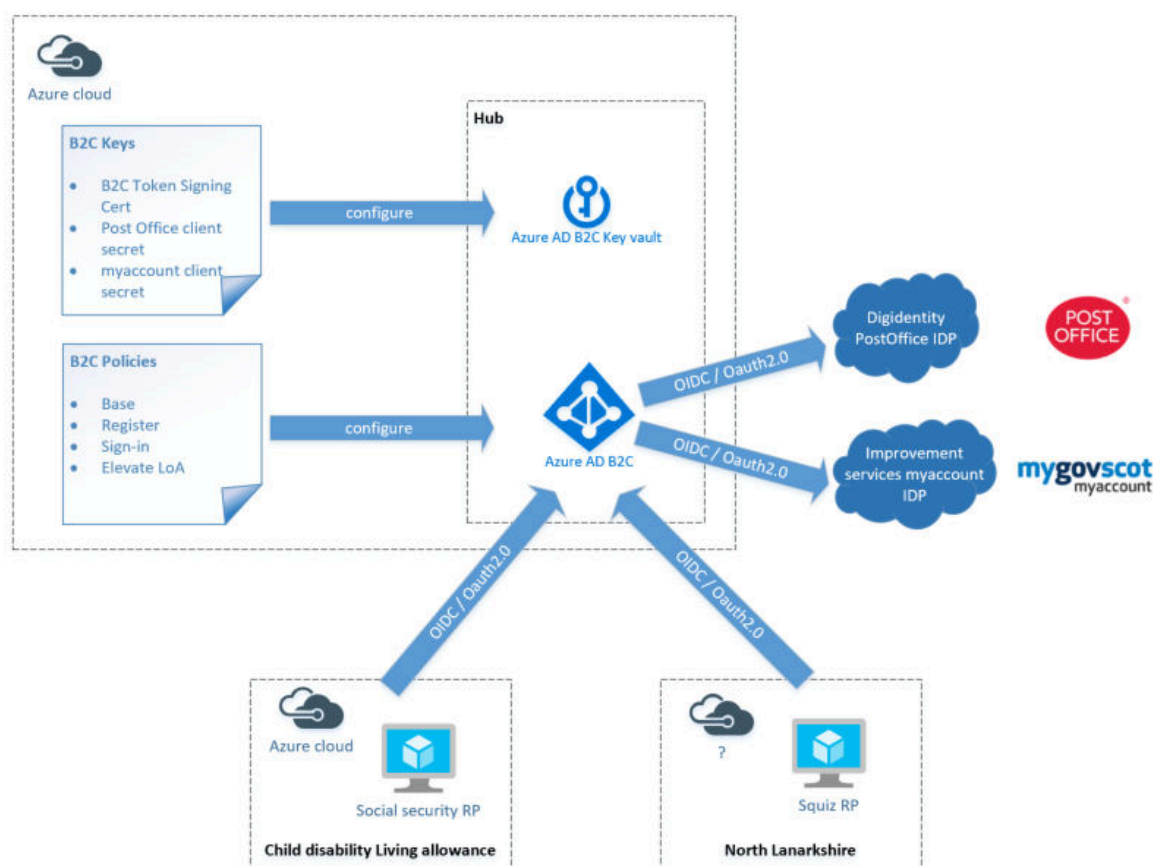 Azure cloud
Hub
B2C Keys
• B2C Token Signing
Cert
• Post Office client
secret
• myaccount client
secret
configure
Azure AD B2C Key vault
B2C Policies
• Base
• Register
• Sign-in
• Elevate LoA
configure
Azure AD B2C
OIDC / Oauth2.0
Digidentity
PostOffice IDP
POST
OFFICE
®
OIDC / Oauth2.0
Improvement
services myaccount
IDP
mygovscot
myaccount
OIDC / Oauth2.0
OIDC / Oauth2.0
Azure cloud
Social security RP
Child disability Living allowance
?
Squiz RP
North Lanarkshire